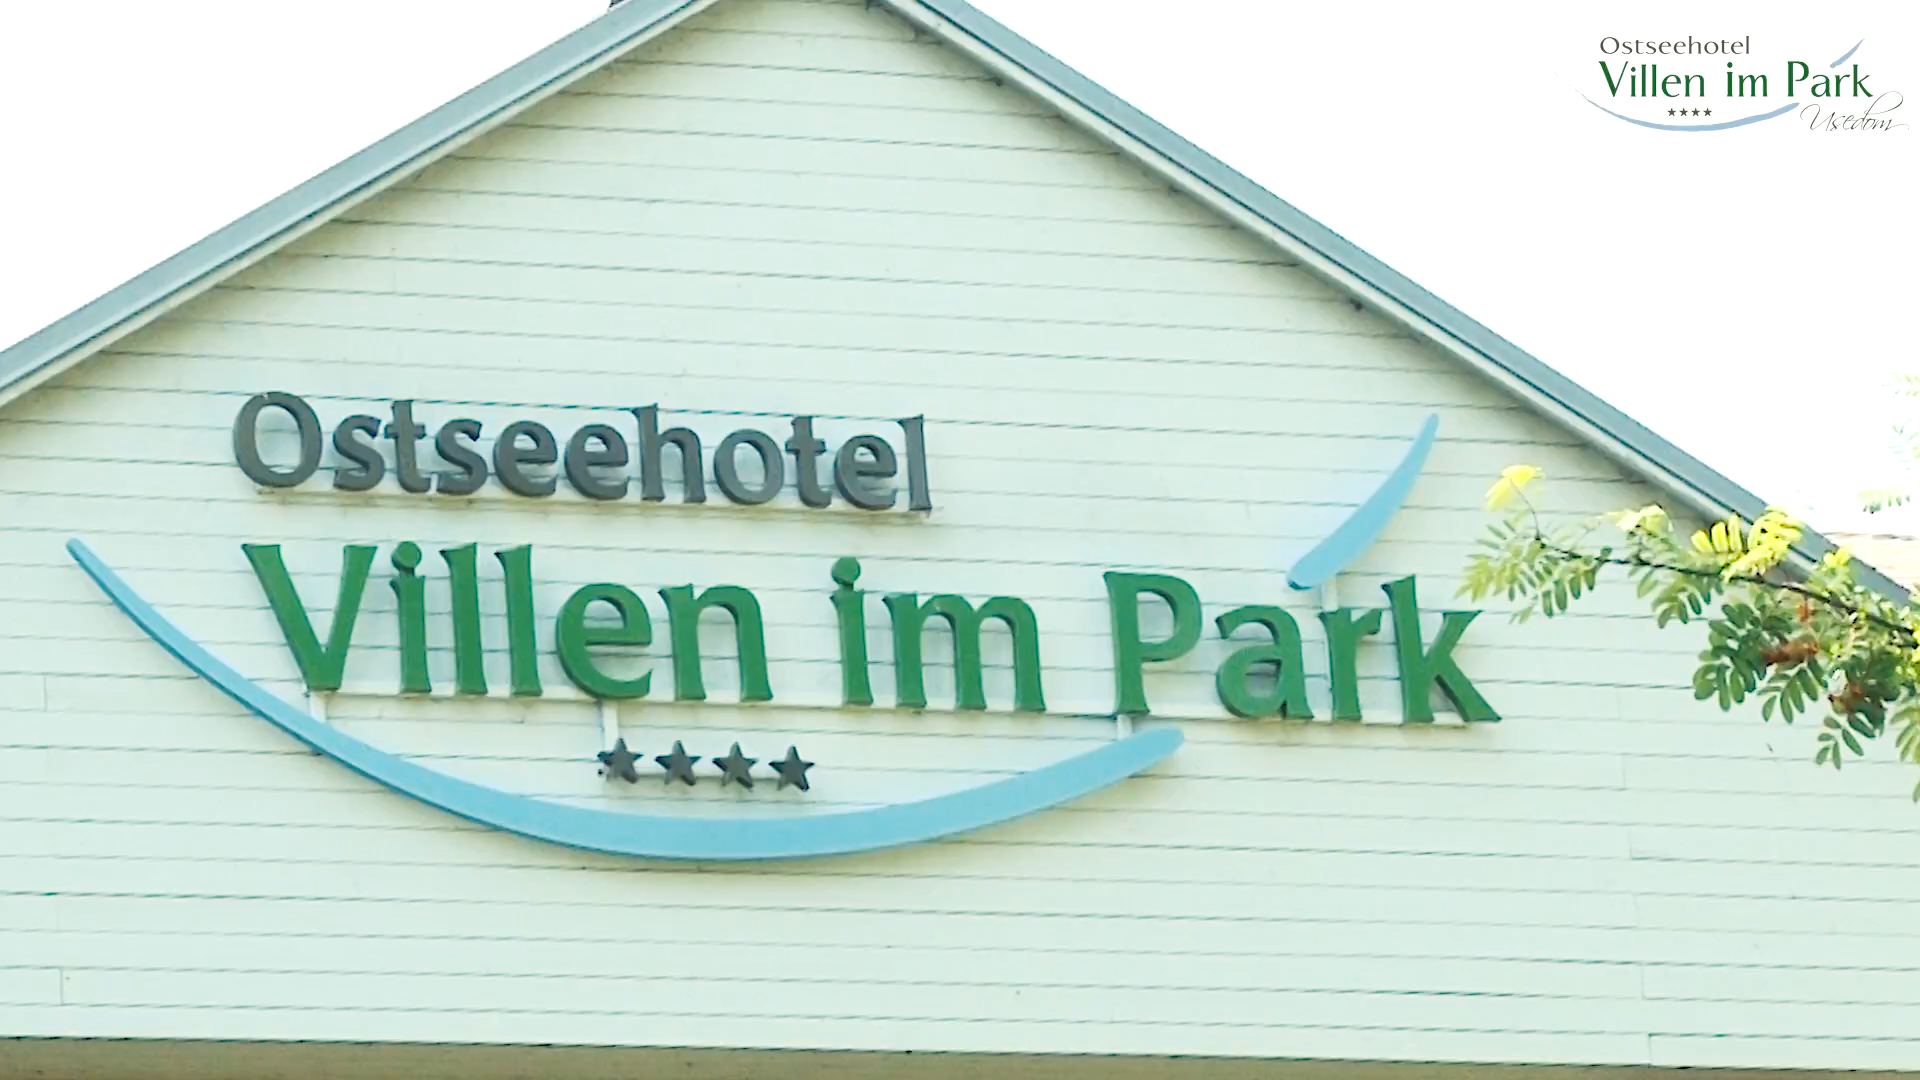 Ostseehotel
Villen im Park
★★★★
Usedom
Ostseehotel
Villen im Park
★★★★